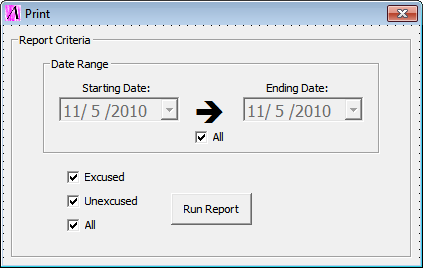 Print
Report Criteria
Date Range
Starting Date: Ending Date:
11/ 5 /2010 11/ 5 /2010
All
Excused
Unexcused
Run Report
All